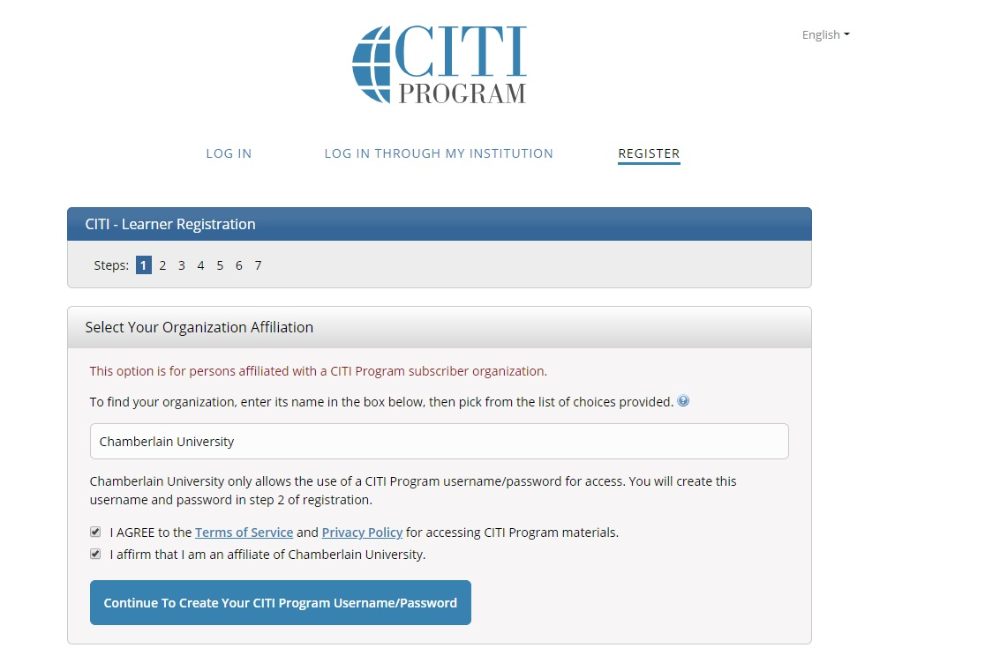 CITI
PROGRAM
English
LOG IN
LOG IN THROUGH MY INSTITUTION
REGISTER
CITI - Learner Registration
Steps: 1 2 3 4 5 6 7
Select Your Organization Affiliation
This option is for persons affiliated with a CITI Program subscriber organization.
To find your organization, enter its name in the box below, then pick from the list of choices provided. ?
Chamberlain University
Chamberlain University only allows the use of a CITI Program username/password for access. You will create this
username and password in step 2 of registration.
I AGREE to the Terms of Service and Privacy Policy for accessing CITI Program materials.
I affirm that I am an affiliate of Chamberlain University.
Continue To Create Your CITI Program Username/Password